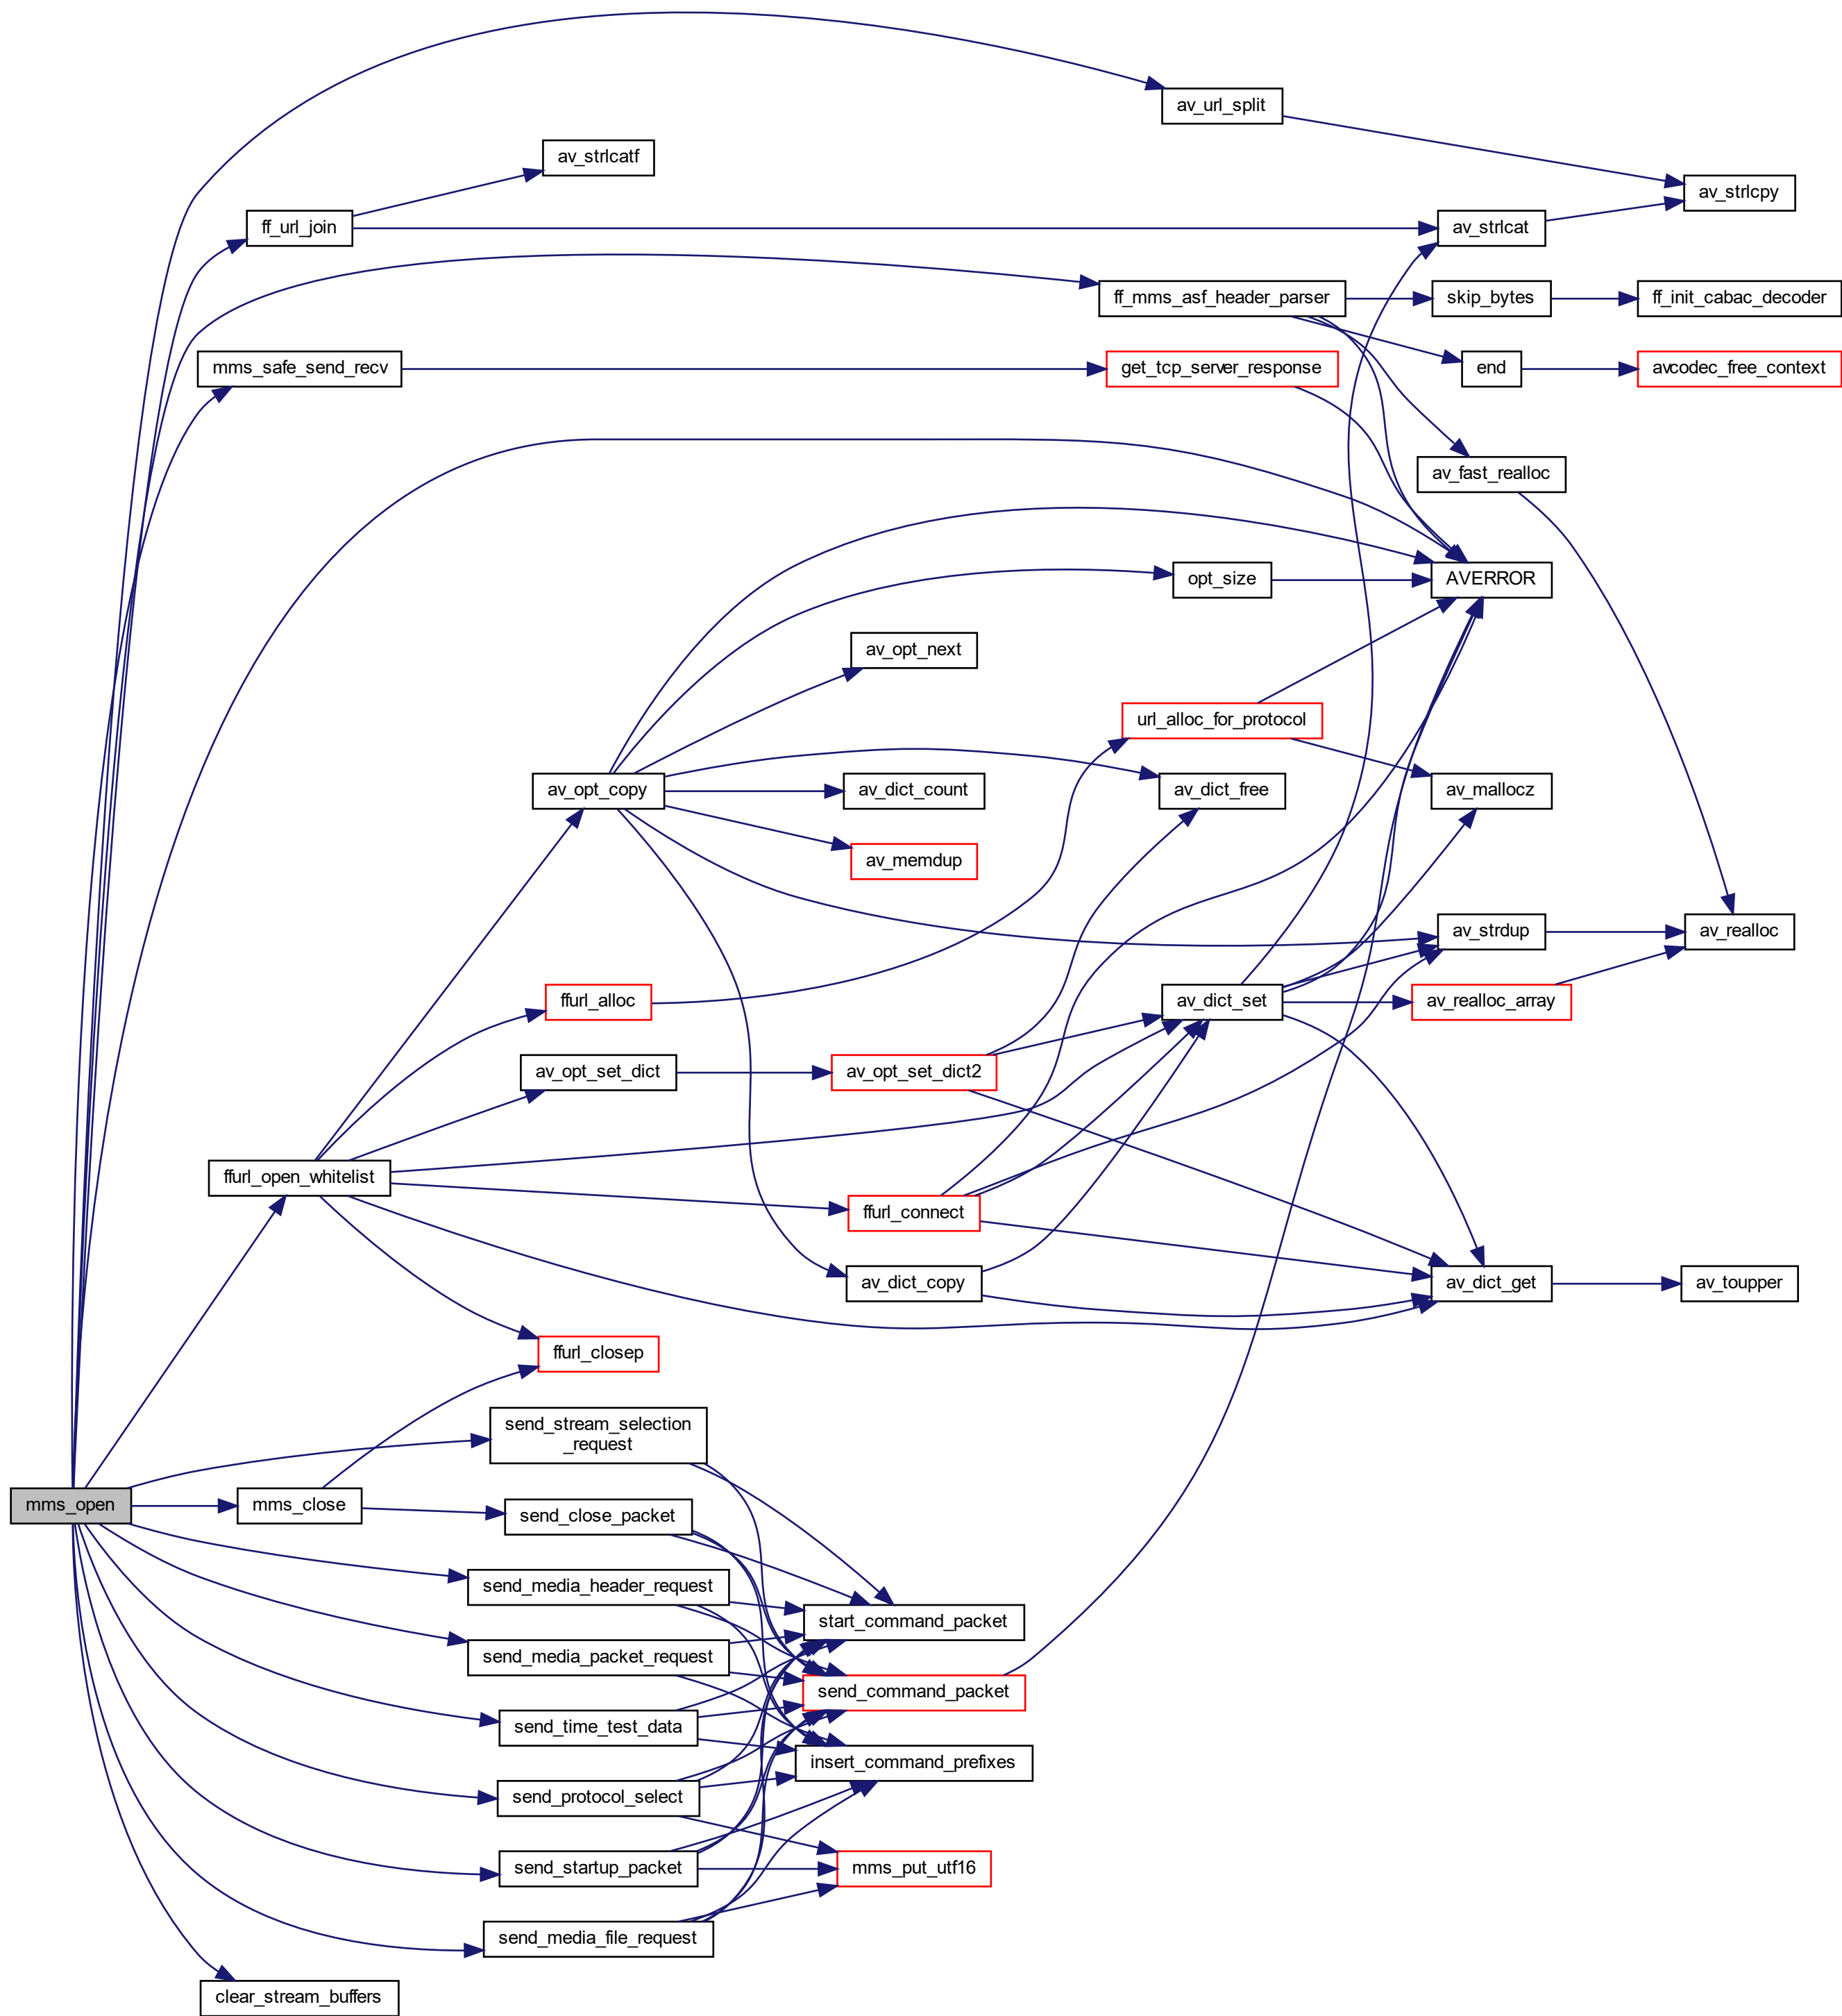 av_url_split
av_strlcatf
av_strlcpy
ff_url_join
av_strlcat
ff_mms_asf_header_parser
skip_bytes
ff_init_cabac_decoder
mms_safe_send_recv
get_tcp_server_response
end
avcodec_free_context
av_fast_realloc
opt_size
AVERROR
av_opt_next
url_alloc_for_protocol
av_opt_copy
av_dict_count
av_dict_free
av_mallocz
av_memdup
av_strdup
av_realloc
ffurl_alloc
av_dict_set
av_realloc_array
av_opt_set_dict
av_opt_set_dict2
ffurl_open_whitelist
ffurl_connect
av_dict_copy
av_dict_get
av_toupper
ffurl_closep
send_stream_selection
_request
mms_open
mms_close
send_close_packet
send_media_header_request
start_command_packet
send_media_packet_request
send_command_packet
send_time_test_data
insert_command_prefixes
send_protocol_select
send_startup_packet
mms_put_utf16
send_media_file_request
clear_stream_buffers